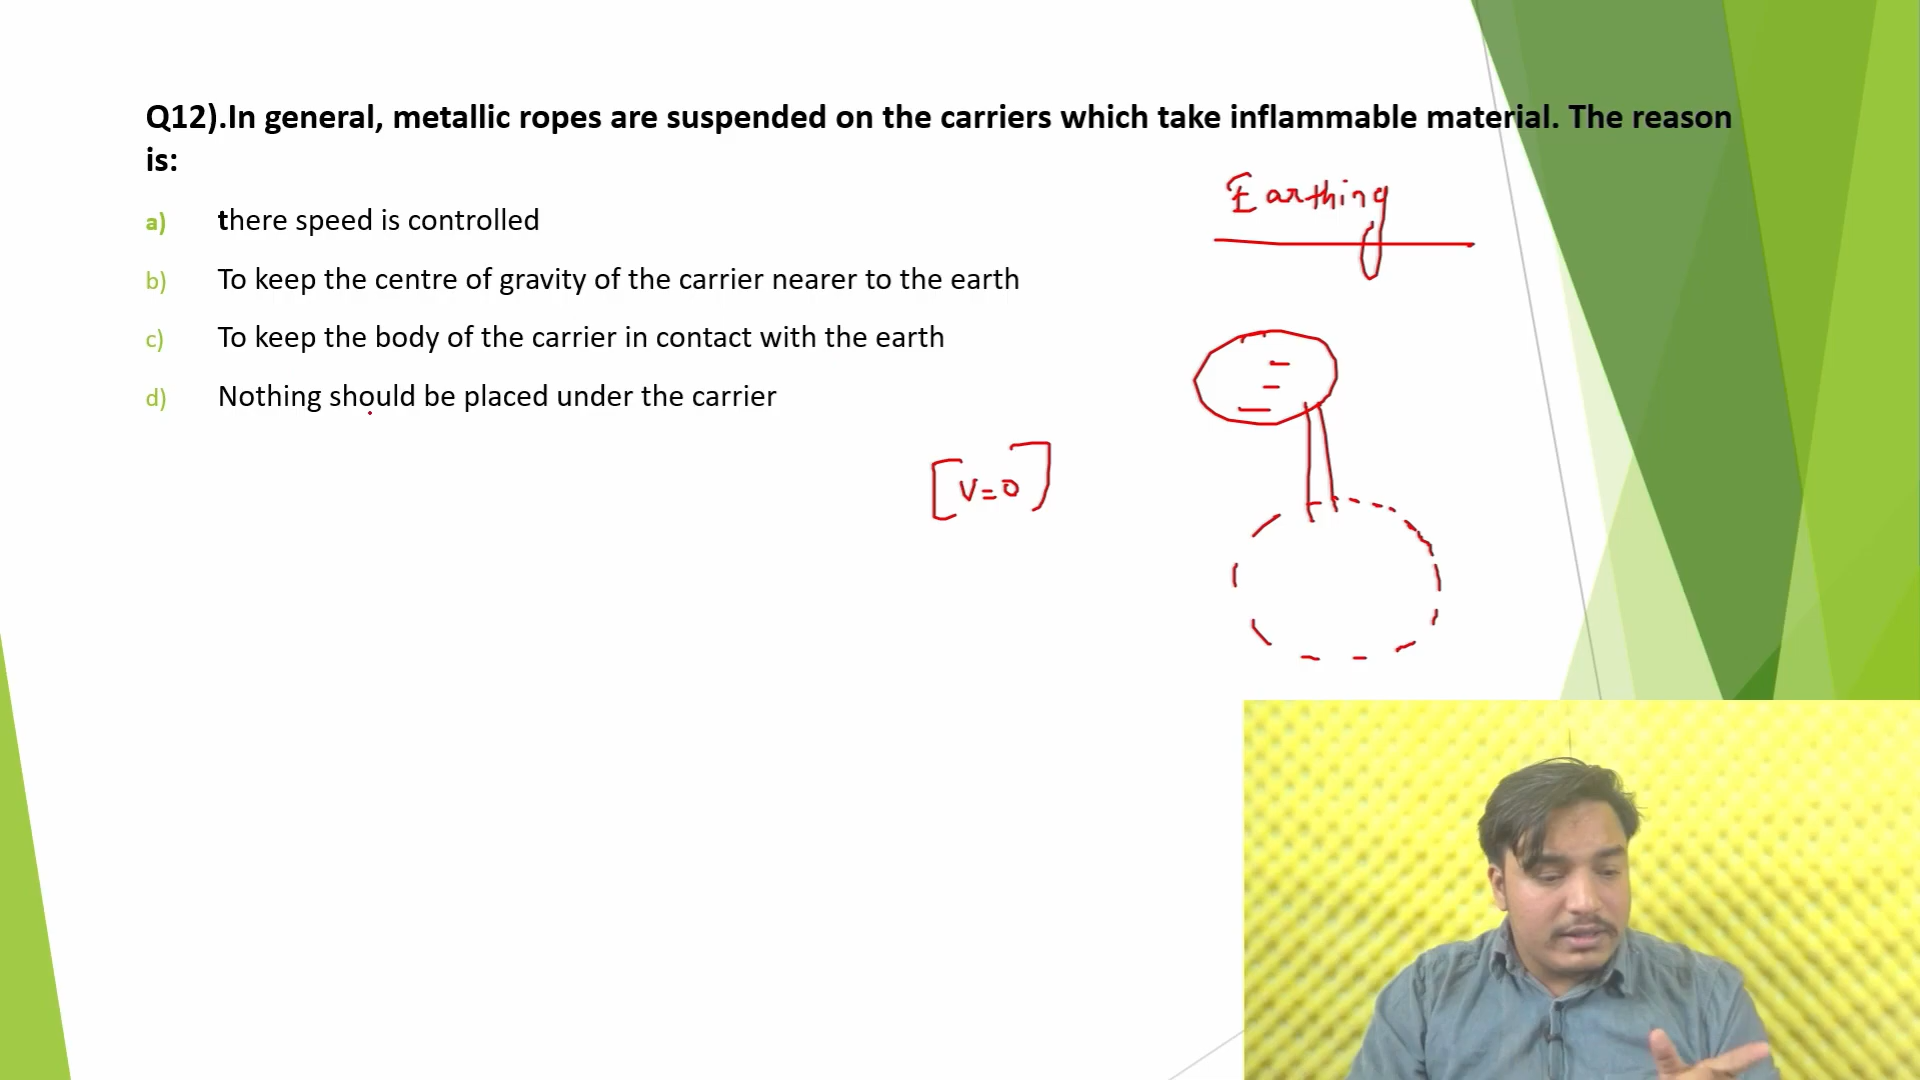 Q12).In general, metallic ropes are suspended on the carriers which take inflammable material. The reason
is:
a) there speed is controlled
b) To keep the centre of gravity of the carrier nearer to the earth
c) To keep the body of the carrier in contact with the earth
d) Nothing should be placed under the carrier
Earthing
[V=0]